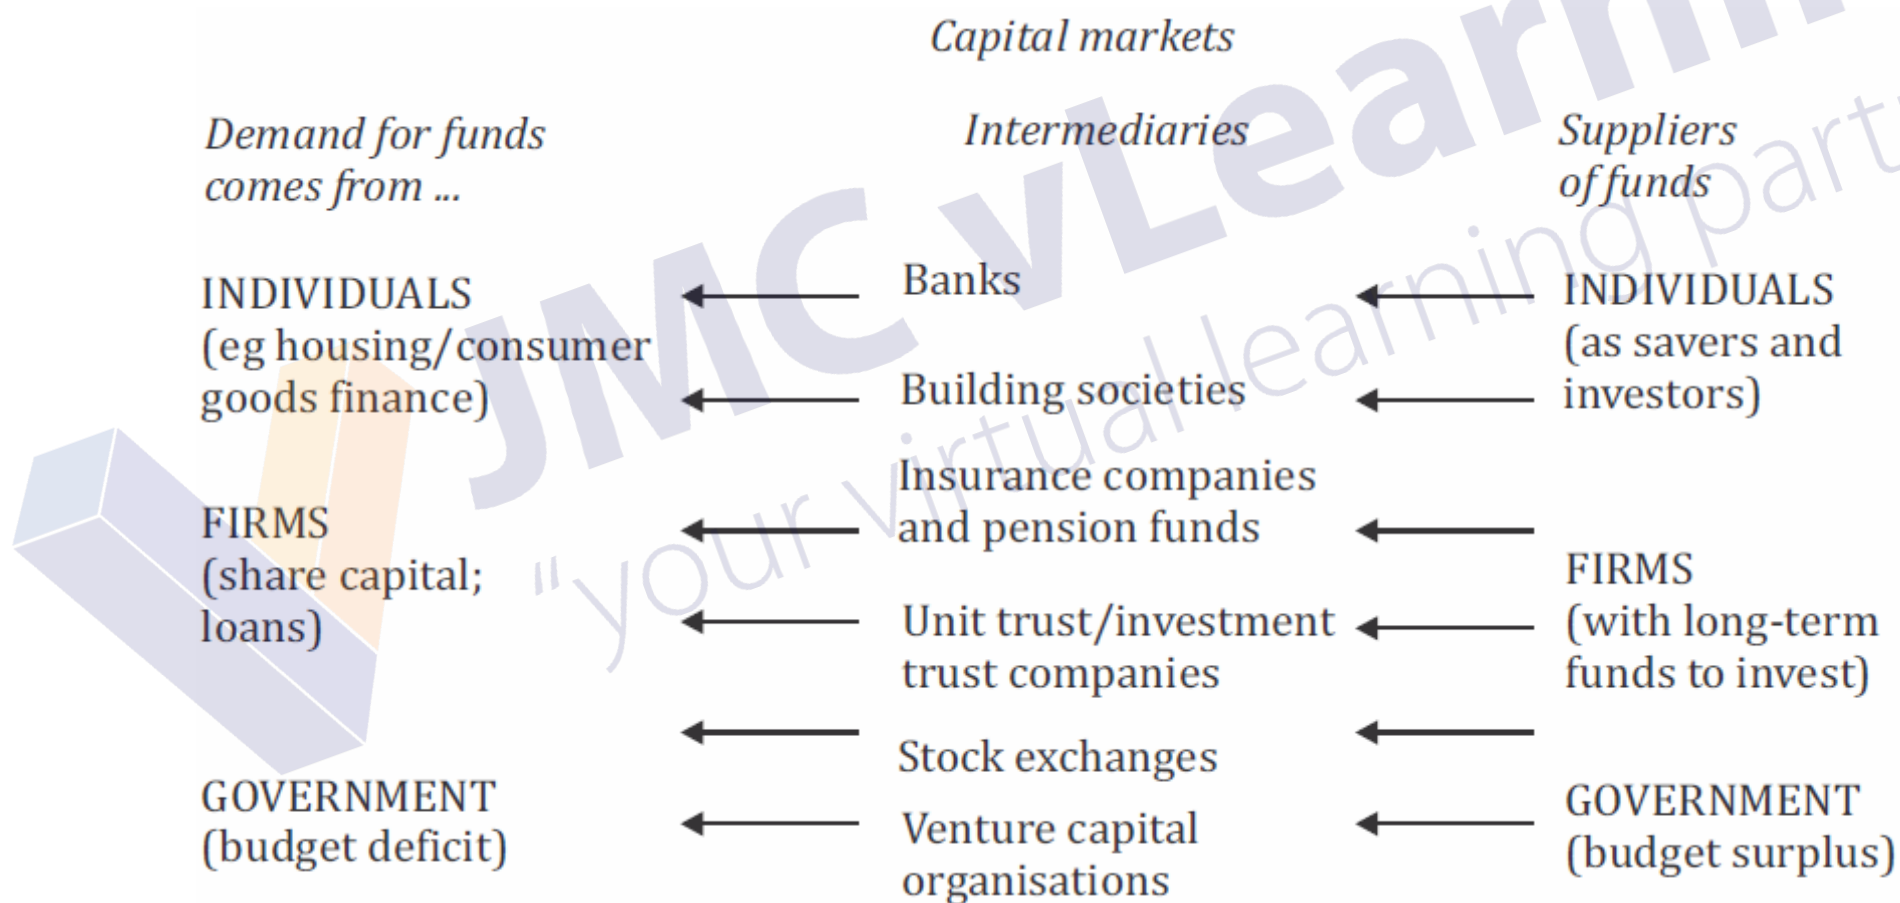 Capital markets
Demand for funds
comes from ...
Intermediaries
Suppliers
of funds
INDIVIDUALS
(eg housing/consumer
goods finance)
FIRMS
(share capital;
loans)
GOVERNMENT
(budget deficit)
Banks
Building societies
Insurance companies
and pension funds
Unit trust/investment
trust companies
Stock exchanges
Venture capital
organisations
INDIVIDUALS
(as savers and
investors)
FIRMS
(with long-term
funds to invest)
GOVERNMENT
(budget surplus)
JMC vLearn
"your virtual learning part